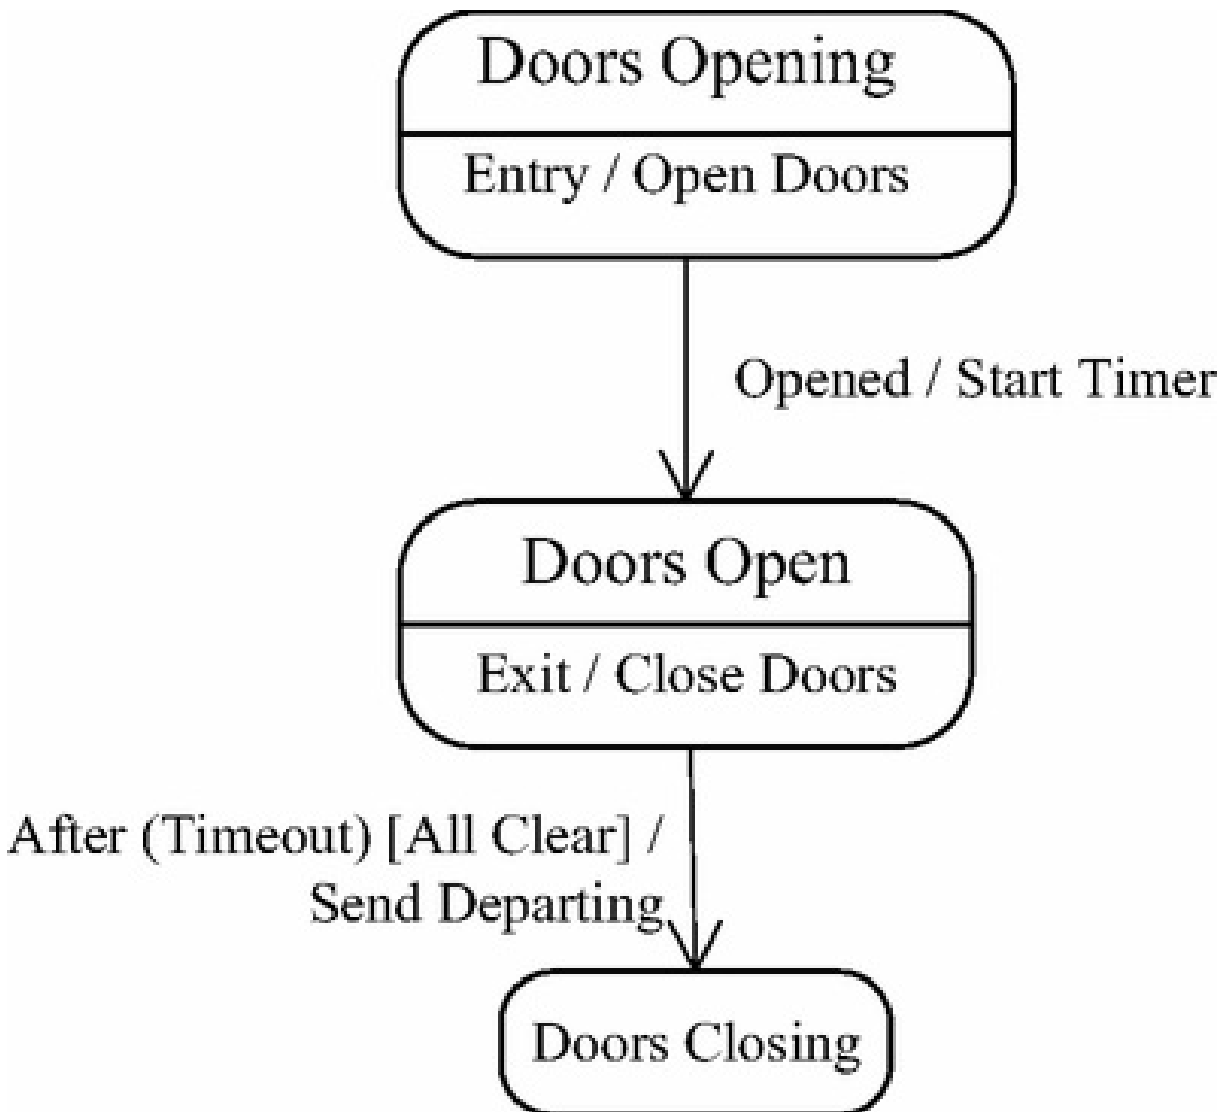 Doors Opening
Entry / Open Doors
Opened / Start Timer
Doors Open
Exit / Close Doors
After (Timeout) [All Clear] /
Send Departing
Doors Closing